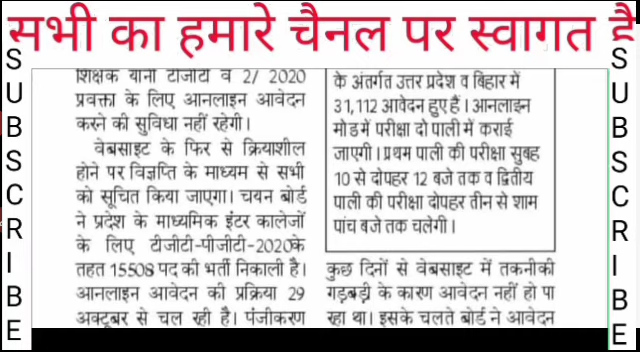 सभी का हमारे चैनल पर स्वागत है
SUBSCRIBE
शिक्षक यानी टीजीटी व 2/ 2020
प्रवक्ता के लिए आनलाइन आवेदन
करने की सुविधा नहीं रहेगी।
वेबसाइट के फिर से क्रियाशील
होने पर विज्ञप्ति के माध्यम से सभी
को सूचित किया जाएगा। चयन बोर्ड
ने प्रदेश के माध्यमिक इंटर कालेजों
के लिए टीजीटी-पीजीटी-2020के
तहत 15508 पद की भर्ती निकाली है।
आनलाइन आवेदन की प्रक्रिया 29
अक्टूबर से चल रही है। पंजीकरण
के अंतर्गत उत्तर प्रदेश व बिहार में
31,112 आवेदन हुए हैं। आनलाइन
मोड में परीक्षा दो पाली में कराई
जाएगी। प्रथम पाली की परीक्षा सुबह
10 से दोपहर 12 बजे तक व द्वितीय
पाली की परीक्षा दोपहर तीन से शाम
पांच बजे तक चलेगी।
कुछ दिनों से वेबसाइट में तकनीकी
गड़बड़ी के कारण आवेदन नहीं हो पा
रहा था। इसके चलते बोर्ड ने आवेदन
SUBSCRIBE